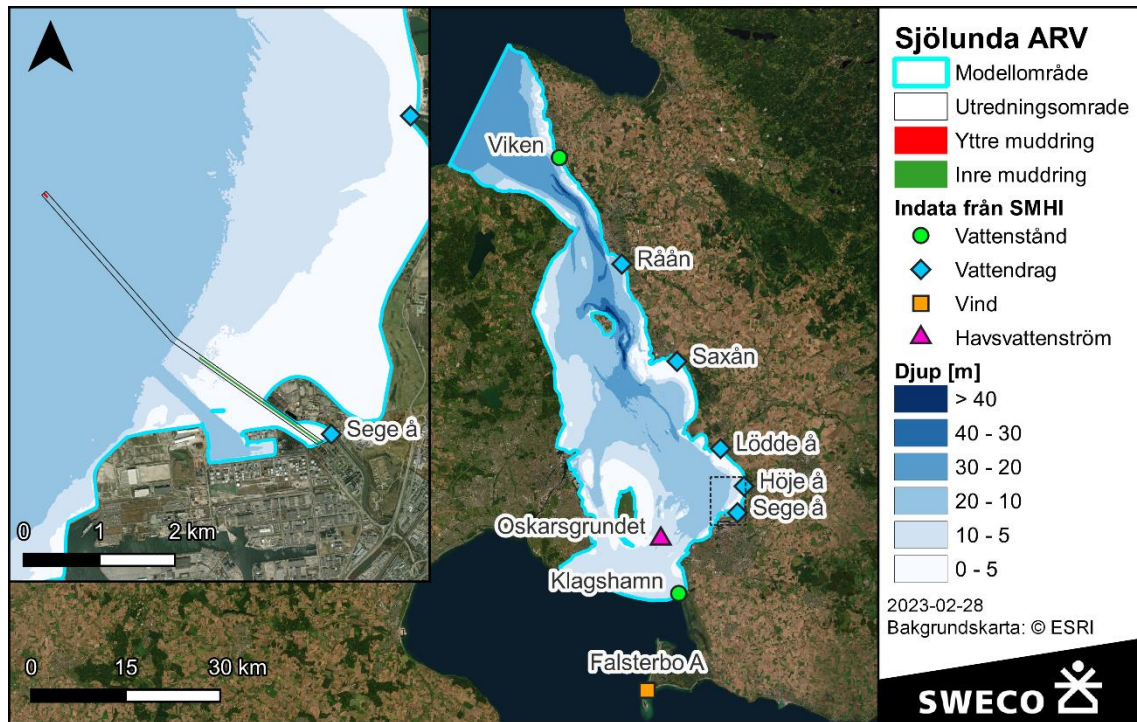 Sege å
0 1 2 km
Viken
Råån
Saxån
Lödde å
Höje å
Sege å
Oskarsgrundet
Klagshamn
Falsterbo A
0 15 30 km
Sjölunda ARV
Modellområde
Utredningsomrade
Yttre muddring
Inre muddring
Indata från SMHI
Vattenstånd
Vattendrag
Vind
Havsvattenström
Djup [m]
> 40
40 - 30
30 - 20
20 - 10
10 - 5
0 - 5
2023-02-28
Bakgrundskarta: © ESRI
SWECO